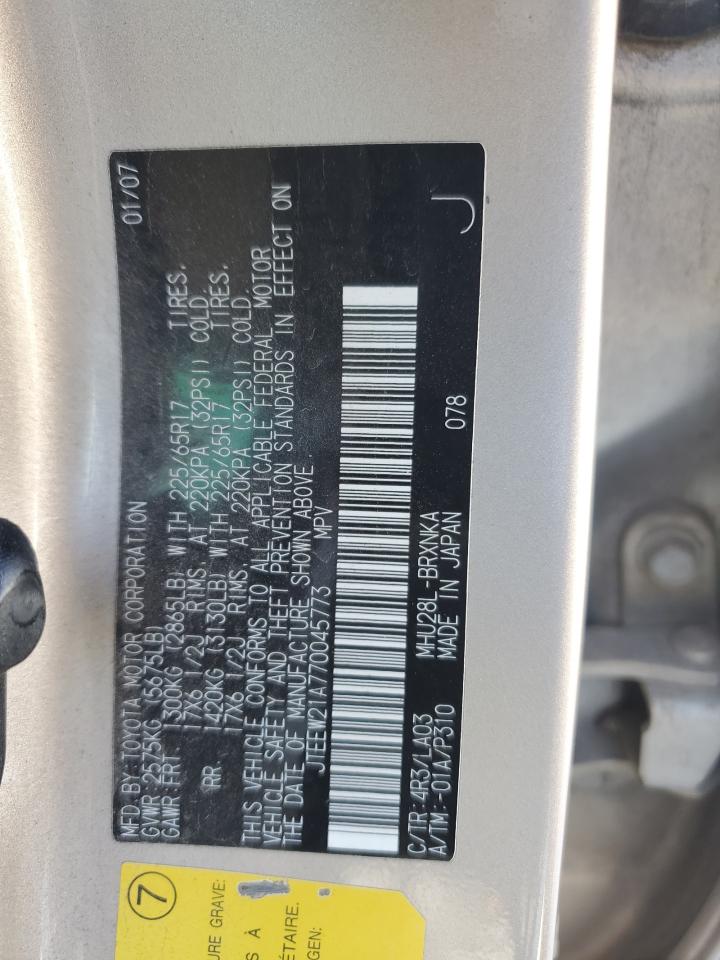 MFD. BY: TOYOTA MOTOR CORPORATION 01/07
GVWR: 2575KG (5675LB)
GAWR: FRT 1300KG (2865LB) WITH 225/65R17 TIRES,
17X6 1/2J RIMS, AT 220KPA (32PSI) COLD.
RR. 1420KG (3130LB) WITH 225/65R17 TIRES,
17X6 1/2J RIMS, AT 220KPA (32PSI) COLD.
THIS VEHICLE CONFORMS TO ALL APPLICABLE FEDERAL MOTOR
VEHICLE SAFETY AND THEFT PREVENTION STANDARDS IN EFFECT ON
THE DATE OF MANUFACTURE SHOWN ABOVE.
JTEEW21A770045773 MPV
C/TR: 4R3/LA03 MHU28L-BRXNKA 078
A/TM: -01A/P310 MADE IN JAPAN J
7
URE GRAVE:
S À
ÉTAIRE.
NGEN: